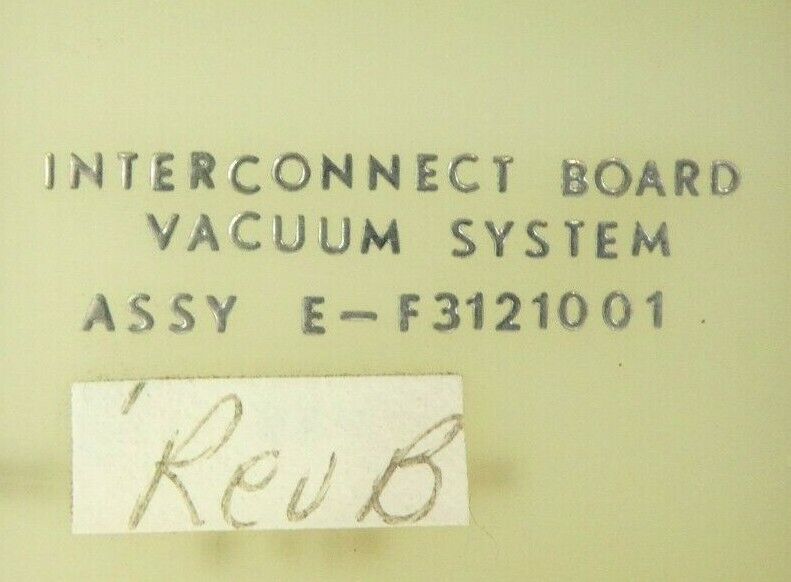 INTERCONNECT BOARD
VACUUM SYSTEM
ASSY E-F3121001
Rev B